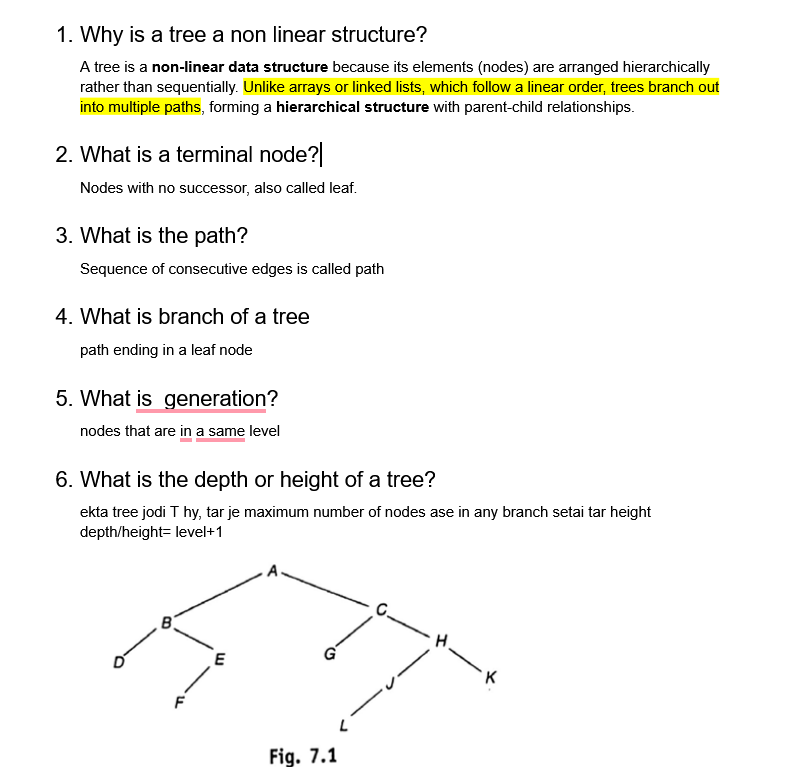 1. Why is a tree a non linear structure?
A tree is a non-linear data structure because its elements (nodes) are arranged hierarchically
rather than sequentially. Unlike arrays or linked lists, which follow a linear order, trees branch out
into multiple paths, forming a hierarchical structure with parent-child relationships.
2. What is a terminal node?
Nodes with no successor, also called leaf.
3. What is the path?
Sequence of consecutive edges is called path
4. What is branch of a tree
path ending in a leaf node
5. What is  generation?
nodes that are in a same level
6. What is the depth or height of a tree?
ekta tree jodi T hy, tar je maximum number of nodes ase in any branch setai tar height
depth/height= level+1
A
B C
D E G H
F J K
L
Fig. 7.1